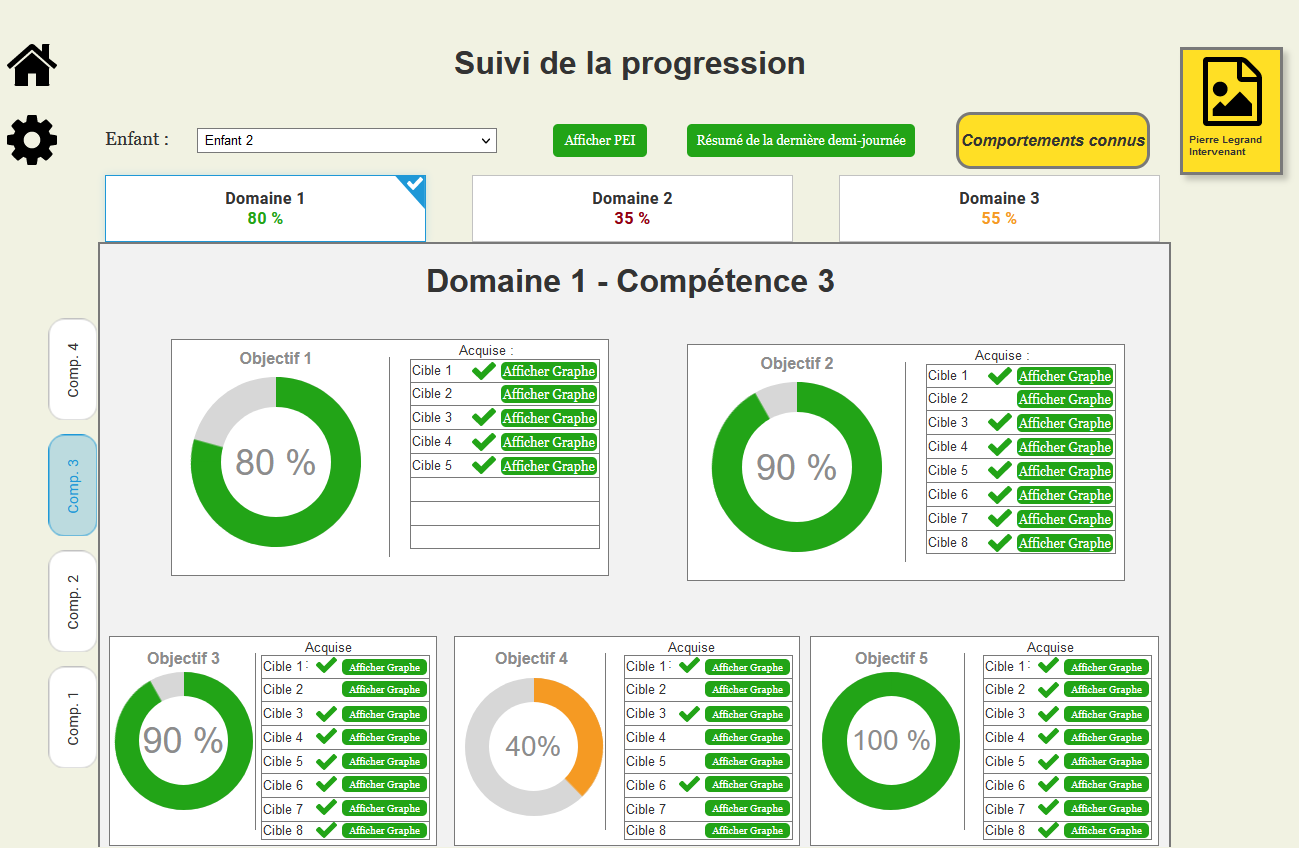 Suivi de la progression
Pierre Legrand
Intervenant
Enfant :
Enfant 2
Afficher PEI
Résumé de la dernière demi-journée
Comportements connus
Domaine 1
80 %
Domaine 2
35 %
Domaine 3
55 %
Domaine 1 - Compétence 3
Comp. 4
Comp. 3
Comp. 2
Comp. 1
Objectif 1
80 %
Acquise :
Cible 1 Afficher Graphe
Cible 2 Afficher Graphe
Cible 3 Afficher Graphe
Cible 4 Afficher Graphe
Cible 5 Afficher Graphe
Objectif 2
90 %
Acquise :
Cible 1 Afficher Graphe
Cible 2 Afficher Graphe
Cible 3 Afficher Graphe
Cible 4 Afficher Graphe
Cible 5 Afficher Graphe
Cible 6 Afficher Graphe
Cible 7 Afficher Graphe
Cible 8 Afficher Graphe
Objectif 3
90 %
Acquise
Cible 1 : Afficher Graphe
Cible 2 Afficher Graphe
Cible 3 Afficher Graphe
Cible 4 Afficher Graphe
Cible 5 Afficher Graphe
Cible 6 Afficher Graphe
Cible 7 Afficher Graphe
Cible 8 Afficher Graphe
Objectif 4
40%
Acquise
Cible 1 : Afficher Graphe
Cible 2 Afficher Graphe
Cible 3 Afficher Graphe
Cible 4 Afficher Graphe
Cible 5 Afficher Graphe
Cible 6 Afficher Graphe
Cible 7 Afficher Graphe
Cible 8 Afficher Graphe
Objectif 5
100 %
Acquise
Cible 1 : Afficher Graphe
Cible 2 Afficher Graphe
Cible 3 Afficher Graphe
Cible 4 Afficher Graphe
Cible 5 Afficher Graphe
Cible 6 Afficher Graphe
Cible 7 Afficher Graphe
Cible 8 Afficher Graphe